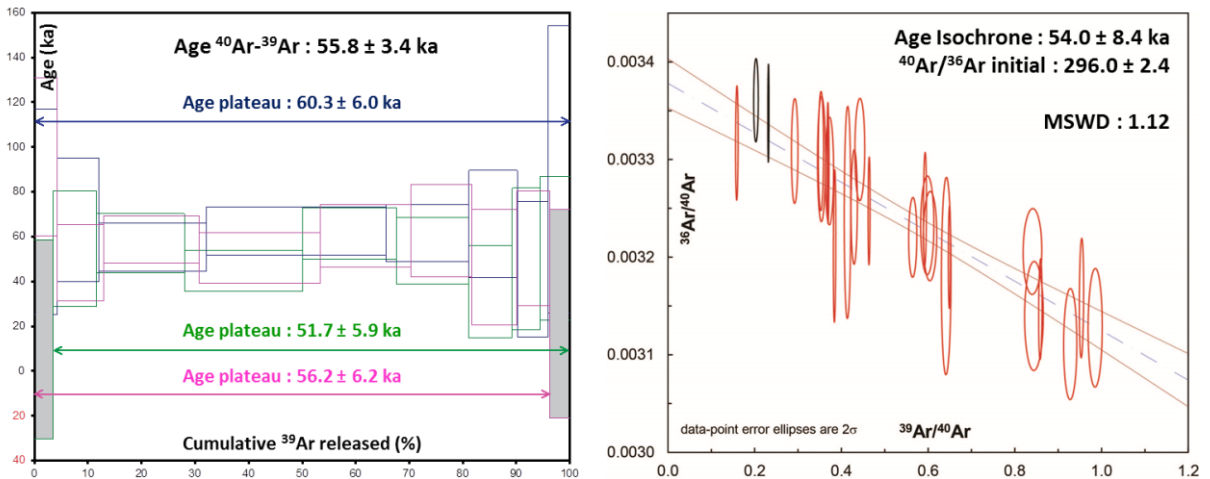 160
140
120
100
80
60
40
20
0
20
40
Age (ka)
Age ⁴⁰Ar-³⁹Ar : 55.8 ± 3.4 ka
Age plateau : 60.3 ± 6.0 ka
Age plateau : 51.7 ± 5.9 ka
Age plateau : 56.2 ± 6.2 ka
Cumulative ³⁹Ar released (%)
0 10 20 30 40 50 60 70 80 90 100
Age Isochrone : 54.0 ± 8.4 ka
⁴⁰Ar/³⁶Ar initial : 296.0 ± 2.4
MSWD : 1.12
0.0034
0.0033
0.0032
0.0031
0.0030
³⁶Ar/⁴⁰Ar
data-point error ellipses are 2σ
³⁹Ar/⁴⁰Ar
0.0 0.2 0.4 0.6 0.8 1.0 1.2